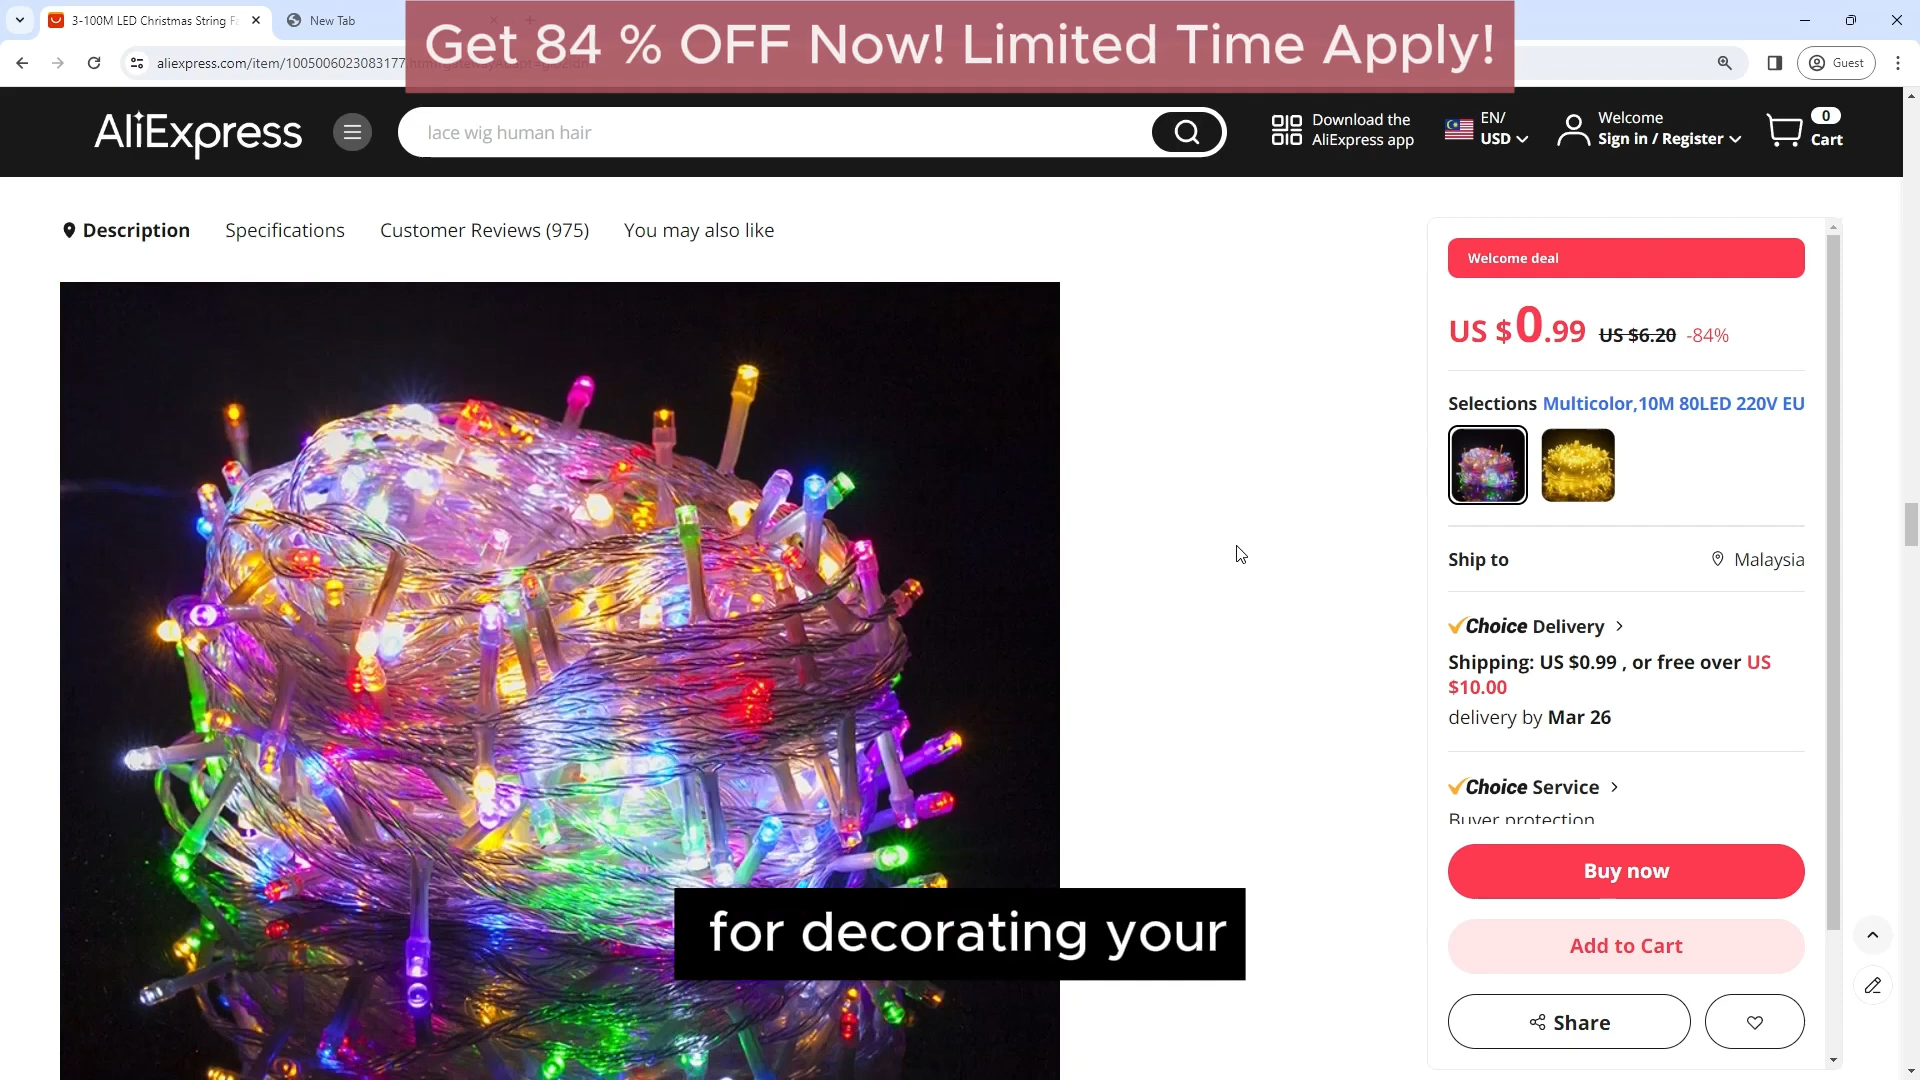 3-100M LED Christmas String Fa
New Tab
Get 84 % OFF Now! Limited Time Apply!
aliexpress.com/item/1005006023083177
Guest
AliExpress
lace wig human hair
Download the
AliExpress app
EN/
USD
Welcome
Sign in / Register
0
Cart
Description
Specifications
Customer Reviews (975)
You may also like
Welcome deal
US $0.99 US $6.20 -84%
Selections Multicolor,10M 80LED 220V EU
Ship to
Malaysia
Choice Delivery
Shipping: US $0.99 , or free over US
$10.00
delivery by Mar 26
Choice Service
Buyer protection
Buy now
for decorating your
Add to Cart
Share